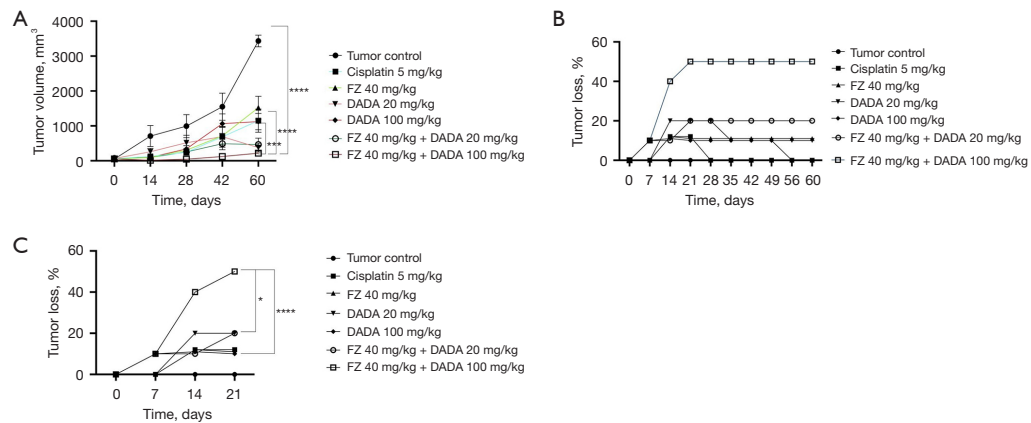 A
Tumor volume, mm3
4000
3000
2000
1000
0
0 14 28 42 60
Time, days
****
****
***
Tumor control
Cisplatin 5 mg/kg
FZ 40 mg/kg
DADA 20 mg/kg
DADA 100 mg/kg
FZ 40 mg/kg + DADA 20 mg/kg
FZ 40 mg/kg + DADA 100 mg/kg
B
Tumor loss, %
60
40
20
0
0 7 14 21 28 35 42 49 56 60
Time, days
Tumor control
Cisplatin 5 mg/kg
FZ 40 mg/kg
DADA 20 mg/kg
DADA 100 mg/kg
FZ 40 mg/kg + DADA 20 mg/kg
FZ 40 mg/kg + DADA 100 mg/kg
C
Tumor loss, %
60
40
20
0
0 7 14 21
Time, days
*
****
Tumor control
Cisplatin 5 mg/kg
FZ 40 mg/kg
DADA 20 mg/kg
DADA 100 mg/kg
FZ 40 mg/kg + DADA 20 mg/kg
FZ 40 mg/kg + DADA 100 mg/kg